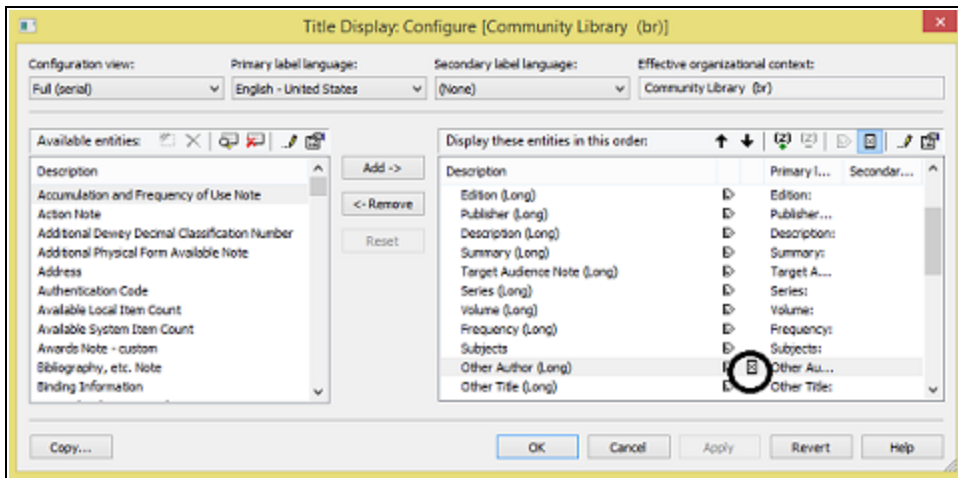 Title Display: Configure [Community Library (br)]
Configuration view: Primary label language: Secondary label language: Effective organizational context:
Full (serial) English - United States (None) Community Library (br)
Available entities: Display these entities in this order:
Description
Accumulation and Frequency of Use Note
Action Note
Additional Dewey Decimal Classification Number
Additional Physical Form Available Note
Address
Authentication Code
Available Local Item Count
Available System Item Count
Awards Note - custom
Bibliography, etc. Note
Binding Information
Add ->
<- Remove
Reset
Description Primary l... Secondar...
Edition (Long) Edition:
Publisher (Long) Publisher...
Description (Long) Description:
Summary (Long) Summary:
Target Audience Note (Long) Target A...
Series (Long) Series:
Volume (Long) Volume:
Frequency (Long) Frequency:
Subjects Subjects:
Other Author (Long) Other Au...
Other Title (Long) Other Title:
Copy... OK Cancel Apply Revert Help